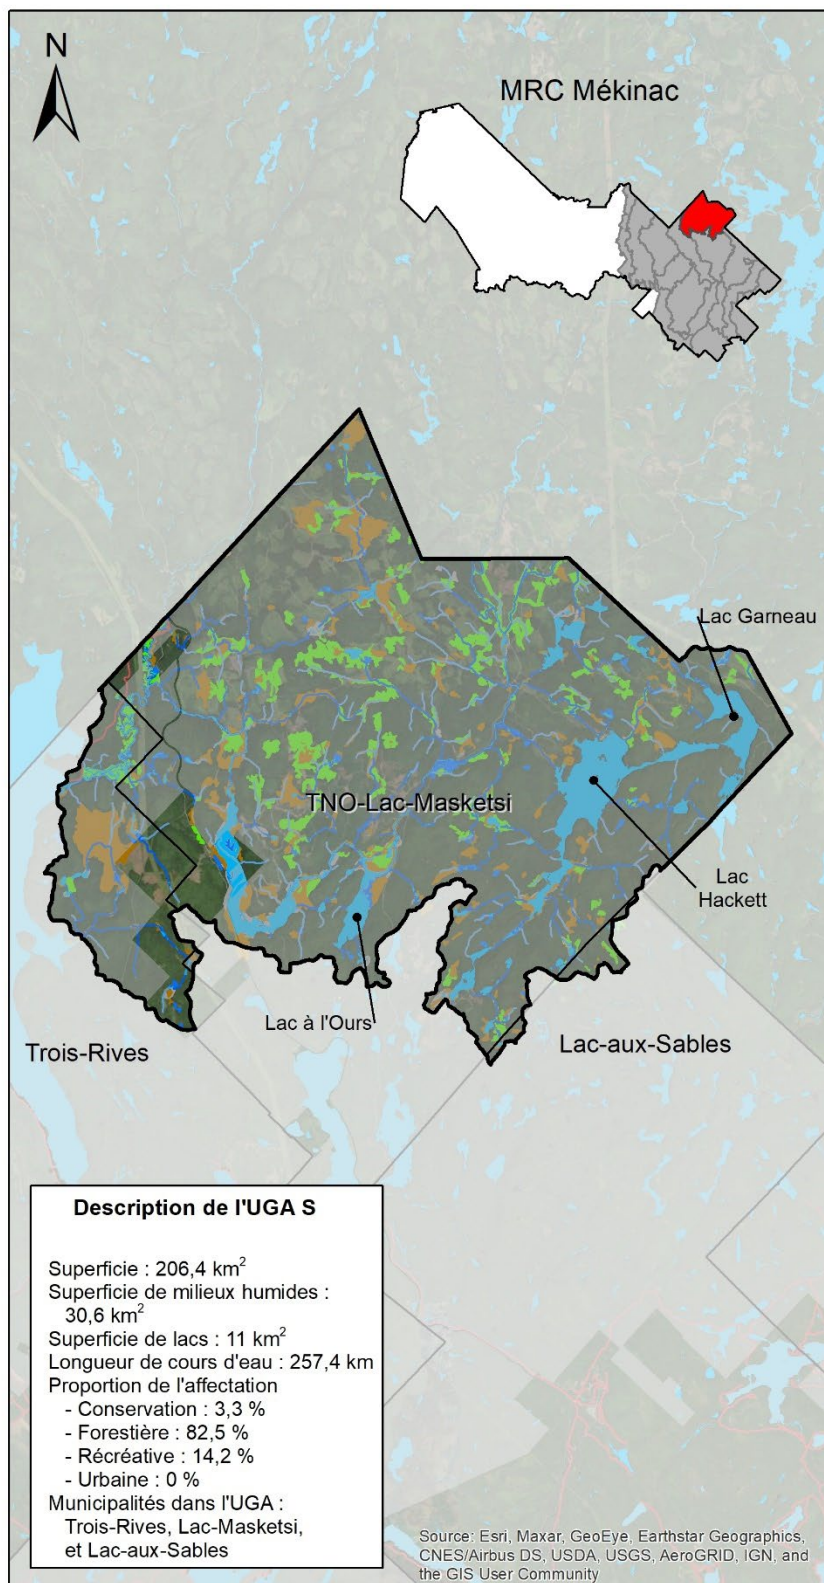 N
MRC Mékinac
Lac Garneau
TNO-Lac-Masketsi
Lac
Hackett
Lac à l'Ours
Trois-Rives
Lac-aux-Sables
Description de l'UGA S
Superficie : 206,4 km²
Superficie de milieux humides :
30,6 km²
Superficie de lacs : 11 km²
Longueur de cours d'eau : 257,4 km
Proportion de l'affectation
- Conservation : 3,3 %
- Forestière : 82,5 %
- Récréative : 14,2 %
- Urbaine : 0 %
Municipalités dans l'UGA :
Trois-Rives, Lac-Masketsi,
et Lac-aux-Sables
Source: Esri, Maxar, GeoEye, Earthstar Geographics,
CNES/Airbus DS, USDA, USGS, AeroGRID, IGN, and
the GIS User Community